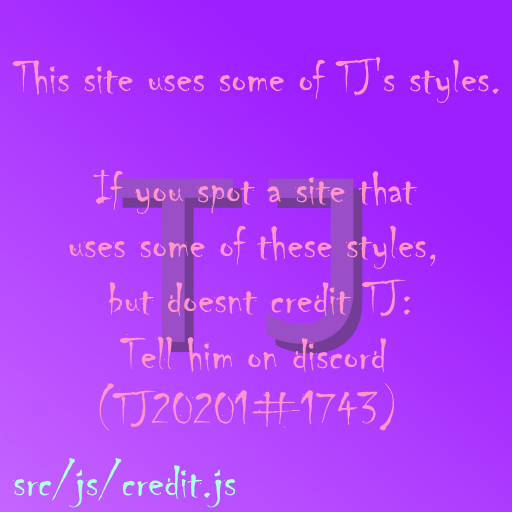 This site uses some of TJ's styles.
If you spot a site that
uses some of these styles,
but doesnt credit TJ:
Tell him on discord
(TJ20201#1743)
TJ
src/js/credit.js